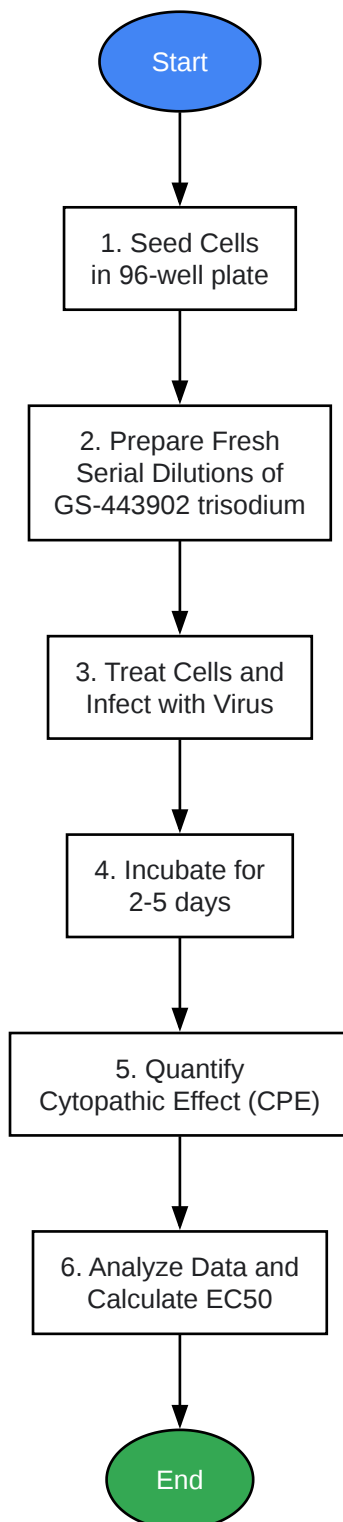 Start
1. Seed Cells
in 96-well plate
2. Prepare Fresh
Serial Dilutions of
GS-443902 trisodium
3. Treat Cells and
Infect with Virus
4. Incubate for
2-5 days
5. Quantify
Cytopathic Effect (CPE)
6. Analyze Data and
Calculate EC50
End